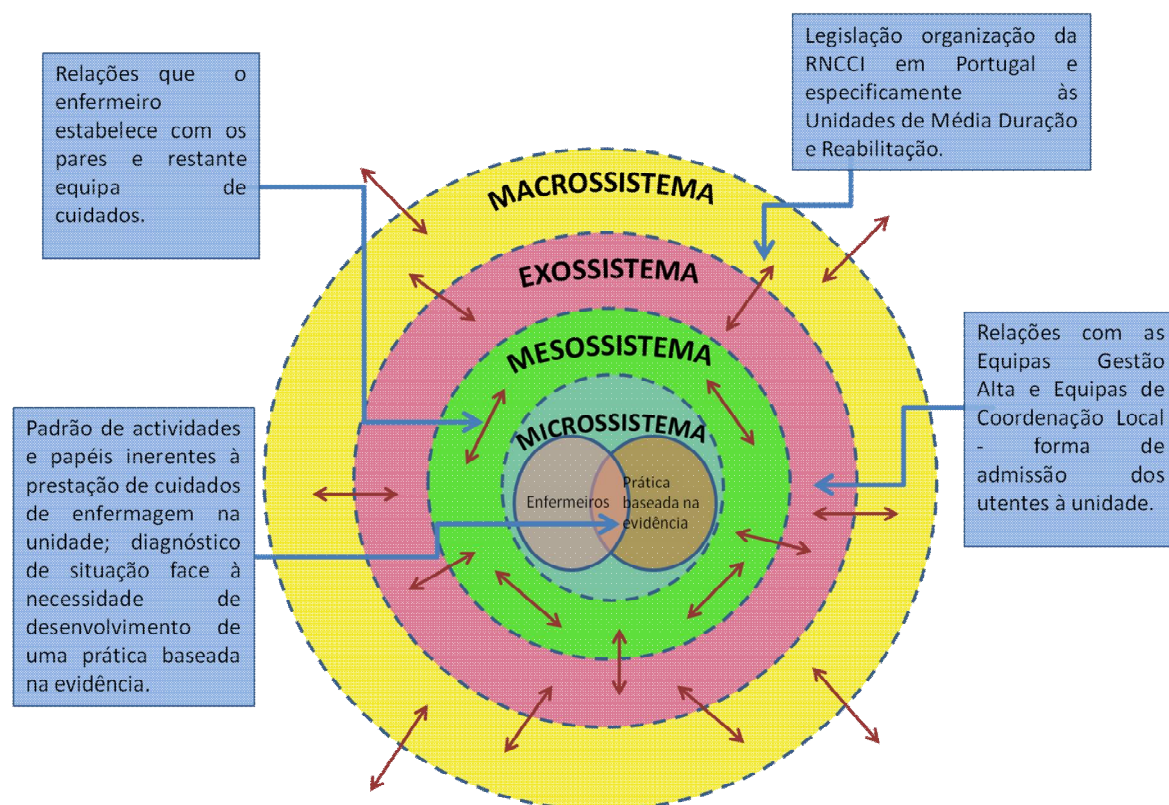 Relações que o
enfermeiro
estabelece com os
pares e restante
equipa de
cuidados.
Legislação organização da
RNCCI em Portugal e
especificamente às
Unidades de Média Duração
e Reabilitação.
MACROSSISTEMA
EXOSSISTEMA
MESOSSISTEMA
MICROSSISTEMA
Enfermeiros
Prática
baseada na
evidência
Relações com as
Equipas Gestão
Alta e Equipas de
Coordenação Local
- forma de
admissão dos
utentes à unidade.
Padrão de actividades
e papéis inerentes à
prestação de cuidados
de enfermagem na
unidade; diagnóstico
de situação face à
necessidade de
desenvolvimento de
uma prática baseada
na evidência.